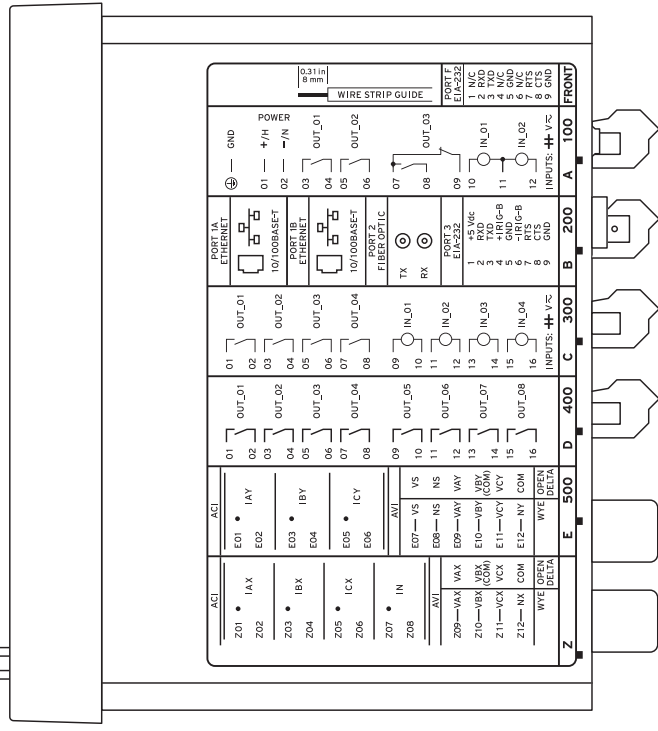 0.31 in
8 mm
WIRE STRIP GUIDE
PORT F
EIA-232
1 N/C
2 RXD
3 TXD
4 N/C
5 GND
6 N/C
7 RTS
8 CTS
9 GND
FRONT
GND
POWER
01 +/H
02 -/N
03
04
OUT_01
05
06
OUT_02
07
08
09
OUT_03
10
11
12
IN_01
IN_02
INPUTS: V
A 100
PORT 1A
ETHERNET
10/100BASE-T
PORT 1B
ETHERNET
10/100BASE-T
PORT 2
FIBER OPTIC
TX
RX
PORT 3
EIA-232
1 +5 Vdc
2 RXD
3 TXD
4 +IRIG-B
5 GND
6 -IRIG-B
7 RTS
8 CTS
9 GND
B 200
01
02
OUT_01
03
04
OUT_02
05
06
OUT_03
07
08
OUT_04
09
10
IN_01
11
12
IN_02
13
14
IN_03
15
16
IN_04
INPUTS: V
C 300
01
02
OUT_01
03
04
OUT_02
05
06
OUT_03
07
08
OUT_04
09
10
OUT_05
11
12
OUT_06
13
14
OUT_07
15
16
OUT_08
D 400
ACI
E01
E02
IAY
E03
E04
IBY
E05
E06
ICY
AVI
E07 VS VS
E08 NS NS
E09 VAY VAY
E10 VBY VBY
(COM)
E11 VCY VCY
E12 NY COM
WYE OPEN
DELTA
E 500
ACI
Z01
Z02
IAX
Z03
Z04
IBX
Z05
Z06
ICX
Z07
Z08
IN
AVI
Z09 VAX VAX
Z10 VBX VBX
(COM)
Z11 VCX VCX
Z12 NX COM
WYE OPEN
DELTA
Z